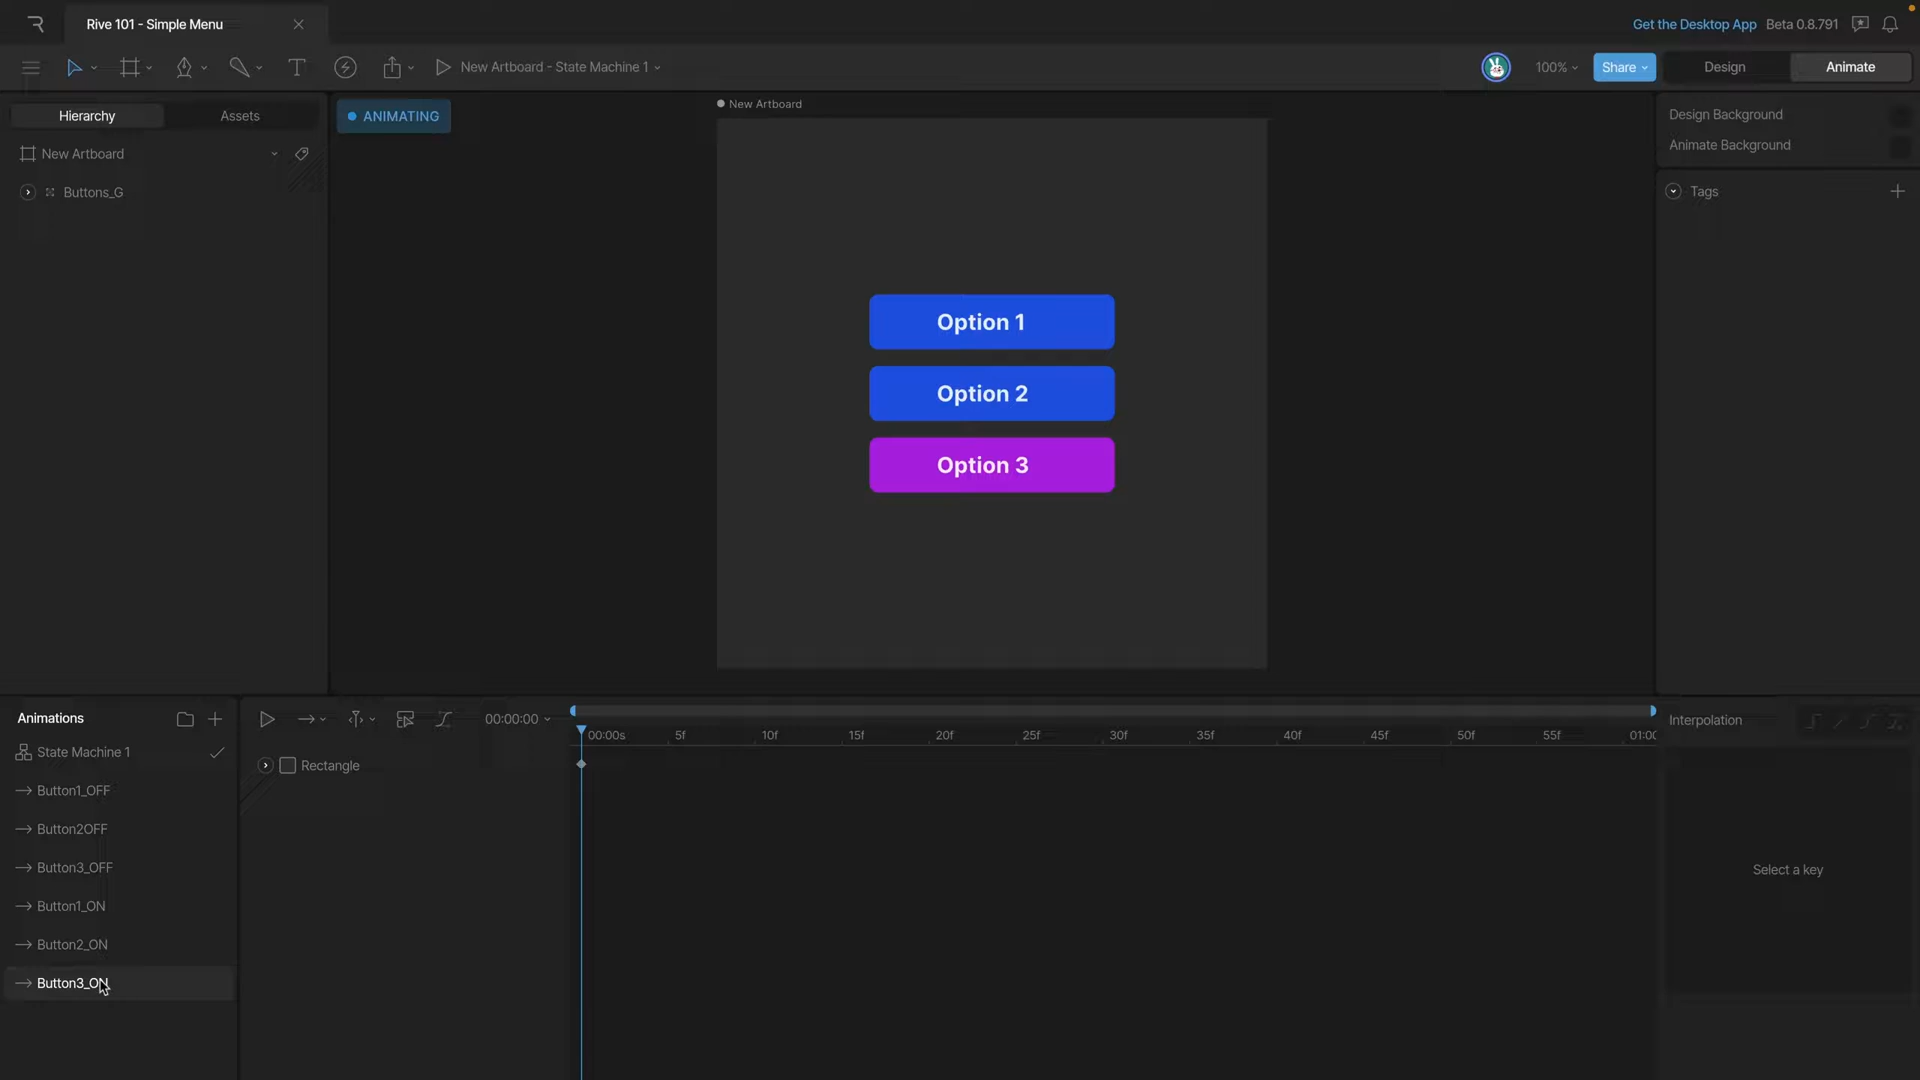 Rive 101 - Simple Menu
Get the Desktop App Beta 0.8.791
New Artboard - State Machine 1
100%
Share
Design
Animate
Hierarchy
Assets
ANIMATING
New Artboard
Design Background
Animate Background
New Artboard
Buttons_G
Tags
Option 1
Option 2
Option 3
Animations
00:00:00
Interpolation
00:00s 5f 10f 15f 20f 25f 30f 35f 40f 45f 50f 55f 01:00
State Machine 1
Rectangle
Button1_OFF
Button2OFF
Button3_OFF
Select a key
Button1_ON
Button2_ON
Button3_ON